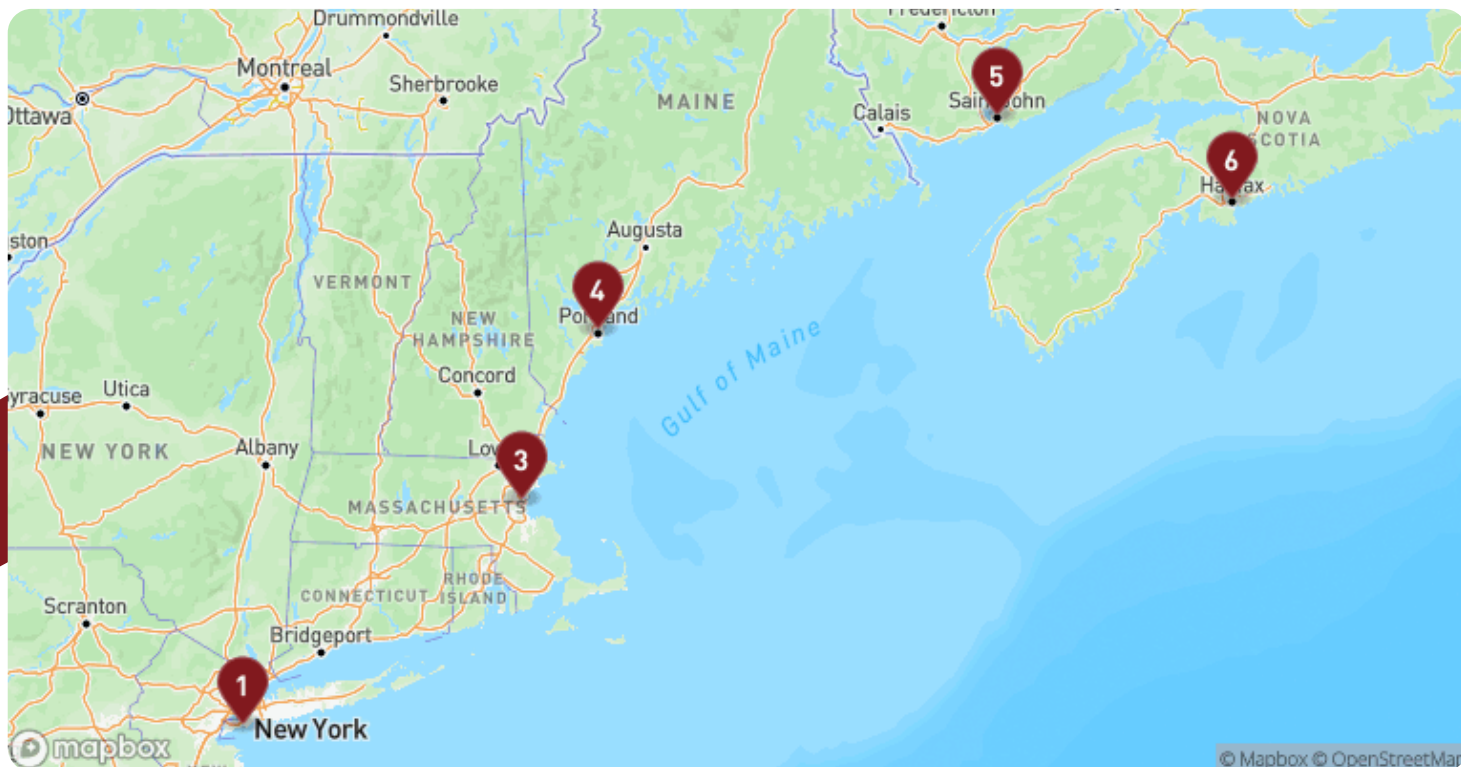 Drummondville
Fredericton
Montreal
Sherbrooke
5
MAINE
Ottawa
Calais
NOVA
SCOTIA
6
Augusta
VERMONT
4
NEW
HAMPSHIRE
Gulf of Maine
Concord
Utica
yracuse
NEW YORK
Albany
3
MASSACHUSETTS
RHODE
ISLAND
CONNECTICUT
Scranton
Bridgeport
1
New York
mapbox
© Mapbox © OpenStreetMap